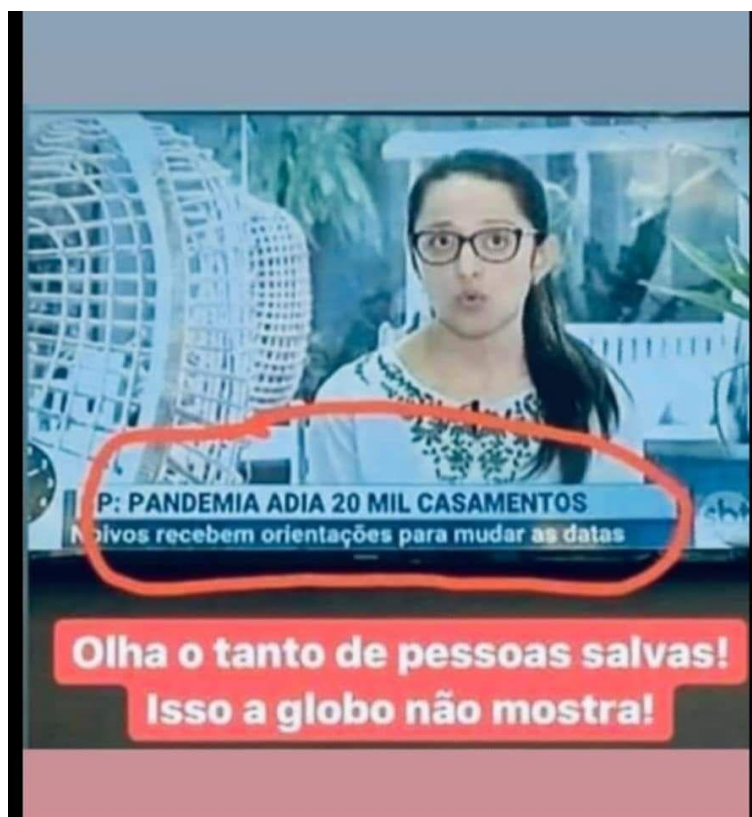 P: PANDEMIA ADIA 20 MIL CASAMENTOS
Noivos recebem orientações para mudar as datas
sbt
Olha o tanto de pessoas salvas!
Isso a globo não mostra!